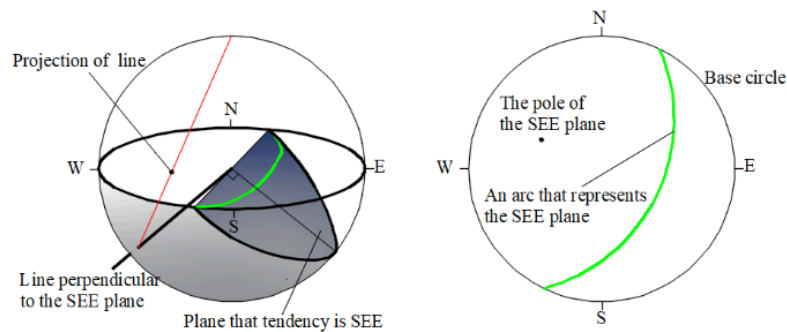 Projection of line
N
W
E
S
Line perpendicular
to the SEE plane
Plane that tendency is SEE
N
Base circle
The pole of
the SEE plane
W
E
An arc that represents
the SEE plane
S